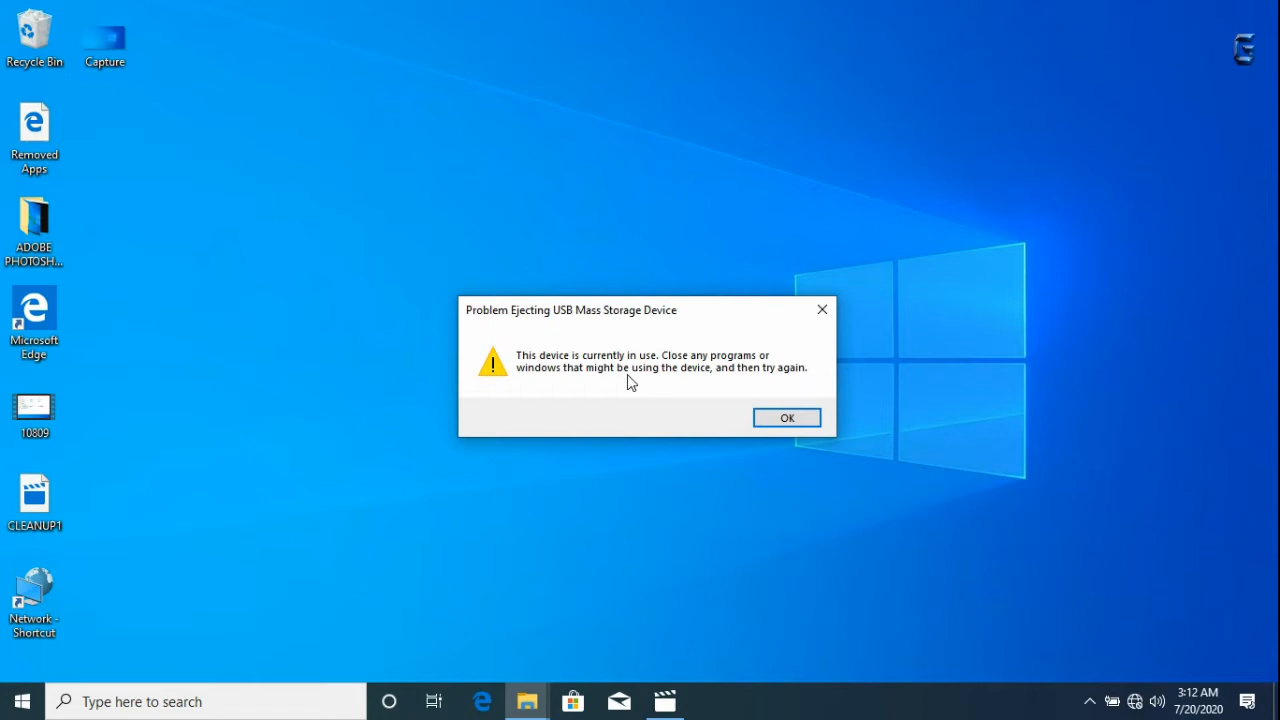 Recycle Bin
Capture
Removed
Apps
ADOBE
PHOTOSH...
Microsoft
Edge
10809
CLEANUP1
Network -
Shortcut
Problem Ejecting USB Mass Storage Device
This device is currently in use. Close any programs or
windows that might be using the device, and then try again.
OK
Type here to search
3:12 AM
7/20/2020